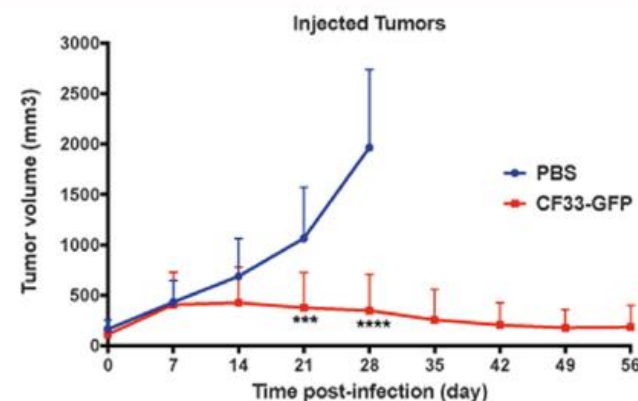 Injected Tumors
3000
2500
2000
1500
1000
500
0
Tumor volume (mm3)
PBS
CF33-GFP
***
****
0 7 14 21 28 35 42 49 56
Time post-infection (day)